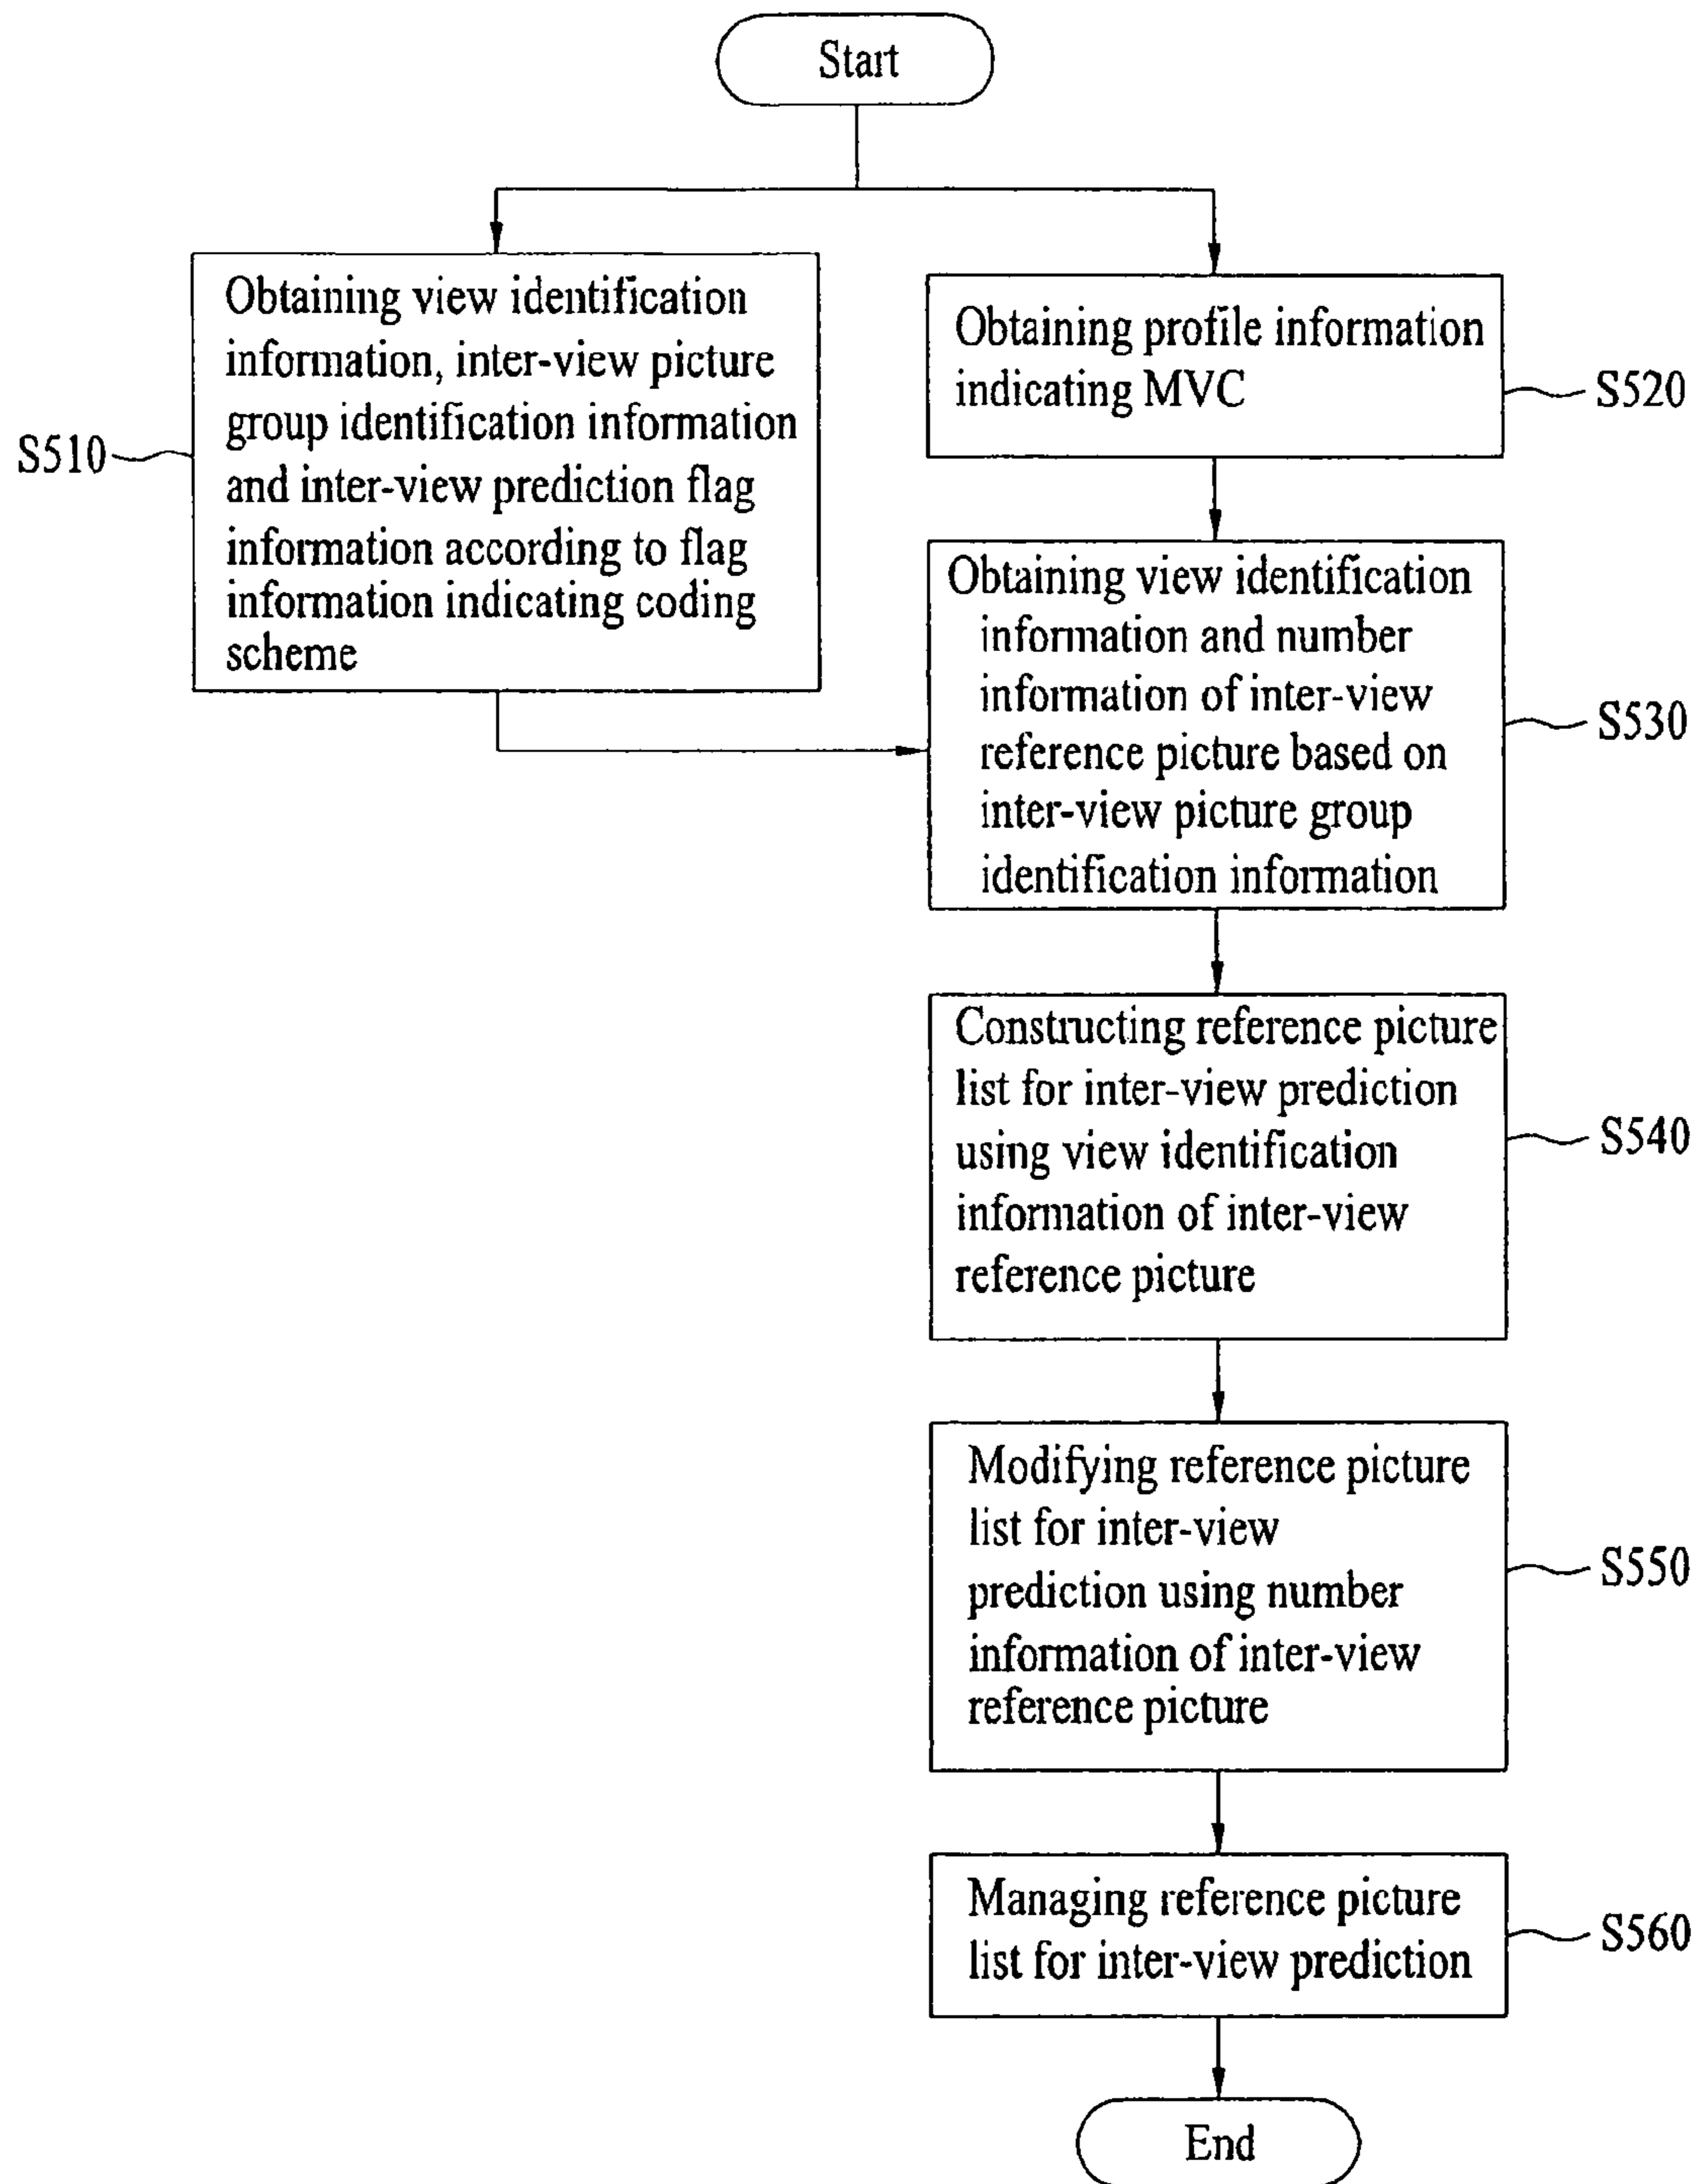 Start
Obtaining view identification
information, inter-view picture
group identification information
and inter-view prediction flag
information according to flag
information indicating coding
scheme
S510
Obtaining profile information
indicating MVC
S520
Obtaining view identification
information and number
information of inter-view
reference picture based on
inter-view picture group
identification information
S530
Constructing reference picture
list for inter-view prediction
using view identification
information of inter-view
reference picture
S540
Modifying reference picture
list for inter-view
prediction using number
information of inter-view
reference picture
S550
Managing reference picture
list for inter-view prediction
S560
End